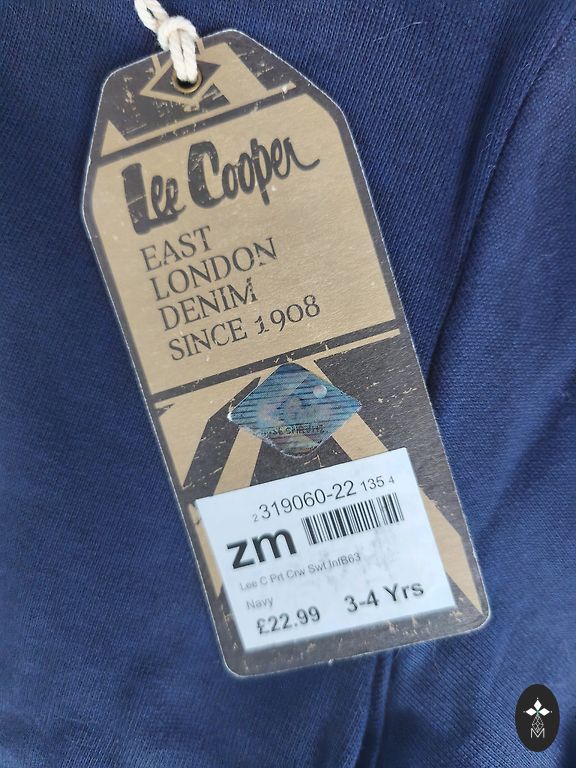 Lee Cooper
EAST
LONDON
DENIM
SINCE 1908
2 319060-22 135 4
zm
Lee C Prt Crw Swt InfB63
Navy
£22.99 3-4 Yrs
M